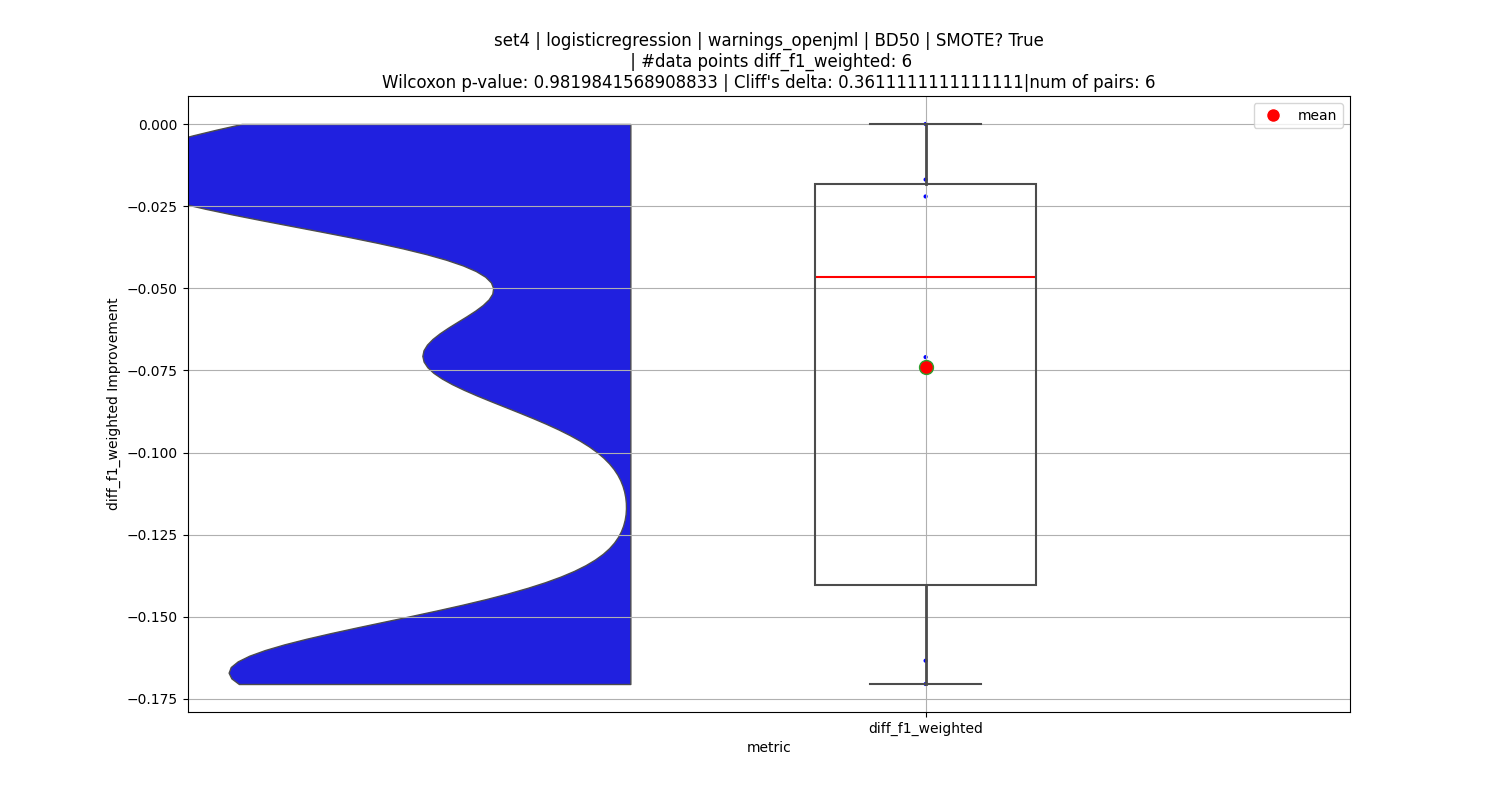 set4 | logisticregression | warnings_openjml | BD50 | SMOTE? True
| #data points diff_f1_weighted: 6
Wilcoxon p-value: 0.9819841568908833 | Cliff's delta: 0.3611111111111111|num of pairs: 6
mean
0.000
−0.025
−0.050
−0.075
−0.100
−0.125
−0.150
−0.175
diff_f1_weighted Improvement
diff_f1_weighted
metric